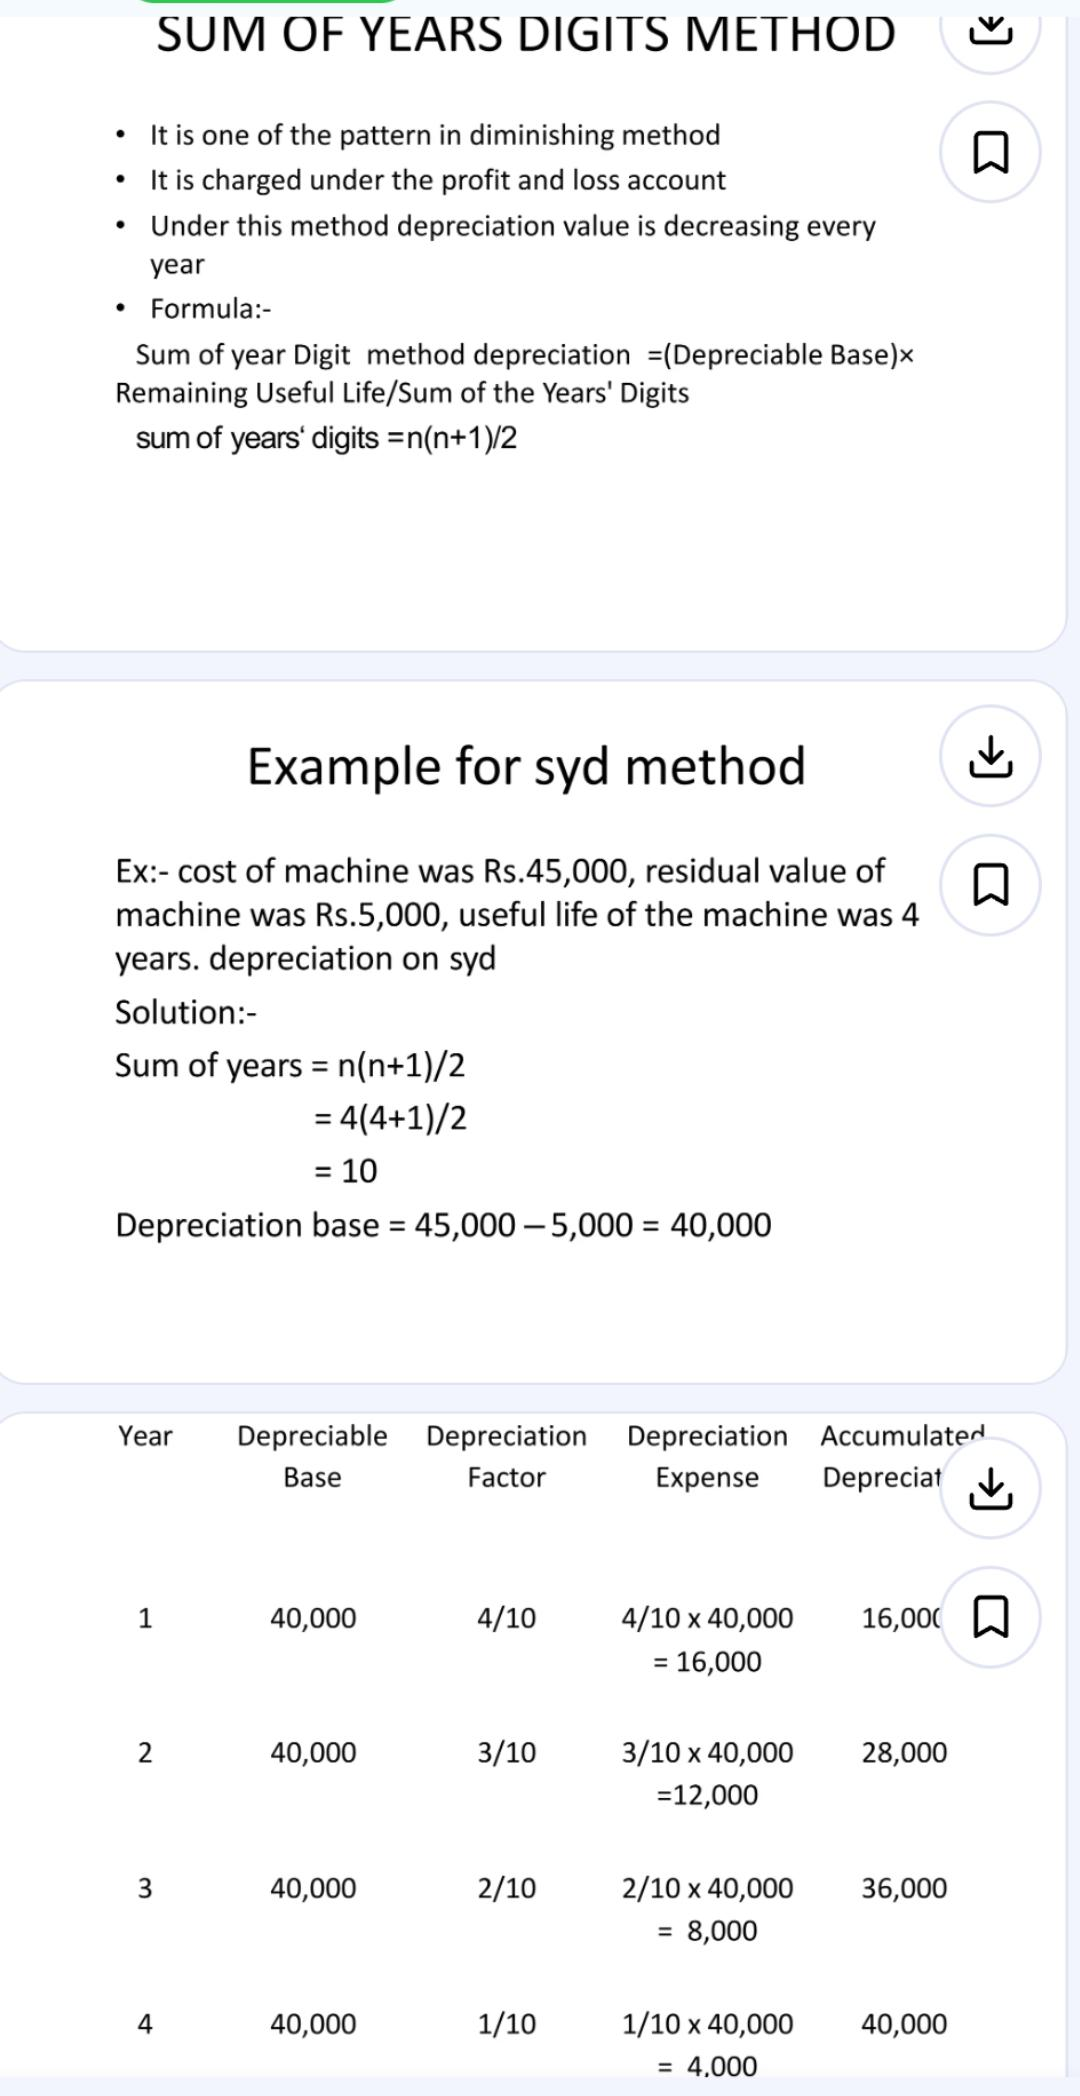 SUM OF YEARS DIGITS METHOD
• It is one of the pattern in diminishing method
• It is charged under the profit and loss account
• Under this method depreciation value is decreasing every
year
• Formula:-
Sum of year Digit method depreciation =(Depreciable Base)×
Remaining Useful Life/Sum of the Years' Digits
sum of years‘ digits =n(n+1)/2
Example for syd method
Ex:- cost of machine was Rs.45,000, residual value of
machine was Rs.5,000, useful life of the machine was 4
years. depreciation on syd
Solution:-
Sum of years = n(n+1)/2
= 4(4+1)/2
= 10
Depreciation base = 45,000 – 5,000 = 40,000
Year Depreciable Depreciation Depreciation Accumulated
Base Factor Expense Depreciat
1 40,000 4/10 4/10 x 40,000 16,000
= 16,000
2 40,000 3/10 3/10 x 40,000 28,000
=12,000
3 40,000 2/10 2/10 x 40,000 36,000
= 8,000
4 40,000 1/10 1/10 x 40,000 40,000
= 4,000